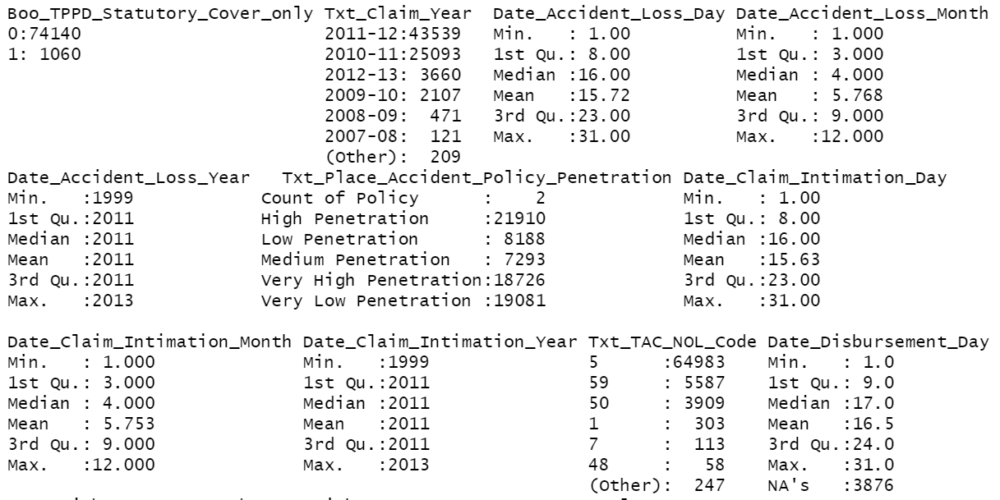 Boo_TPPD_Statutory_Cover_only Txt_Claim_Year Date_Accident_Loss_Day Date_Accident_Loss_Month
0:74140 2011-12:43539 Min. : 1.00 Min. : 1.000
1: 1060 2010-11:25093 1st Qu.: 8.00 1st Qu.: 3.000
2012-13: 3660 Median :16.00 Median : 4.000
2009-10: 2107 Mean :15.72 Mean : 5.768
2008-09: 471 3rd Qu.:23.00 3rd Qu.: 9.000
2007-08: 121 Max. :31.00 Max. :12.000
(Other): 209
Date_Accident_Loss_Year Txt_Place_Accident_Policy_Penetration Date_Claim_Intimation_Day
Min. :1999 Count of Policy : 2 Min. : 1.00
1st Qu.:2011 High Penetration :21910 1st Qu.: 8.00
Median :2011 Low Penetration : 8188 Median :16.00
Mean :2011 Medium Penetration : 7293 Mean :15.63
3rd Qu.:2011 Very High Penetration:18726 3rd Qu.:23.00
Max. :2013 Very Low Penetration :19081 Max. :31.00
Date_Claim_Intimation_Month Date_Claim_Intimation_Year Txt_TAC_NOL_Code Date_Disbursement_Day
Min. : 1.000 Min. :1999 5 :64983 Min. : 1.0
1st Qu.: 3.000 1st Qu.:2011 59 : 5587 1st Qu.: 9.0
Median : 4.000 Median :2011 50 : 3909 Median :17.0
Mean : 5.753 Mean :2011 1 : 303 Mean :16.5
3rd Qu.: 9.000 3rd Qu.:2011 7 : 113 3rd Qu.:24.0
Max. :12.000 Max. :2013 48 : 58 Max. :31.0
(Other): 247 NA's :3876